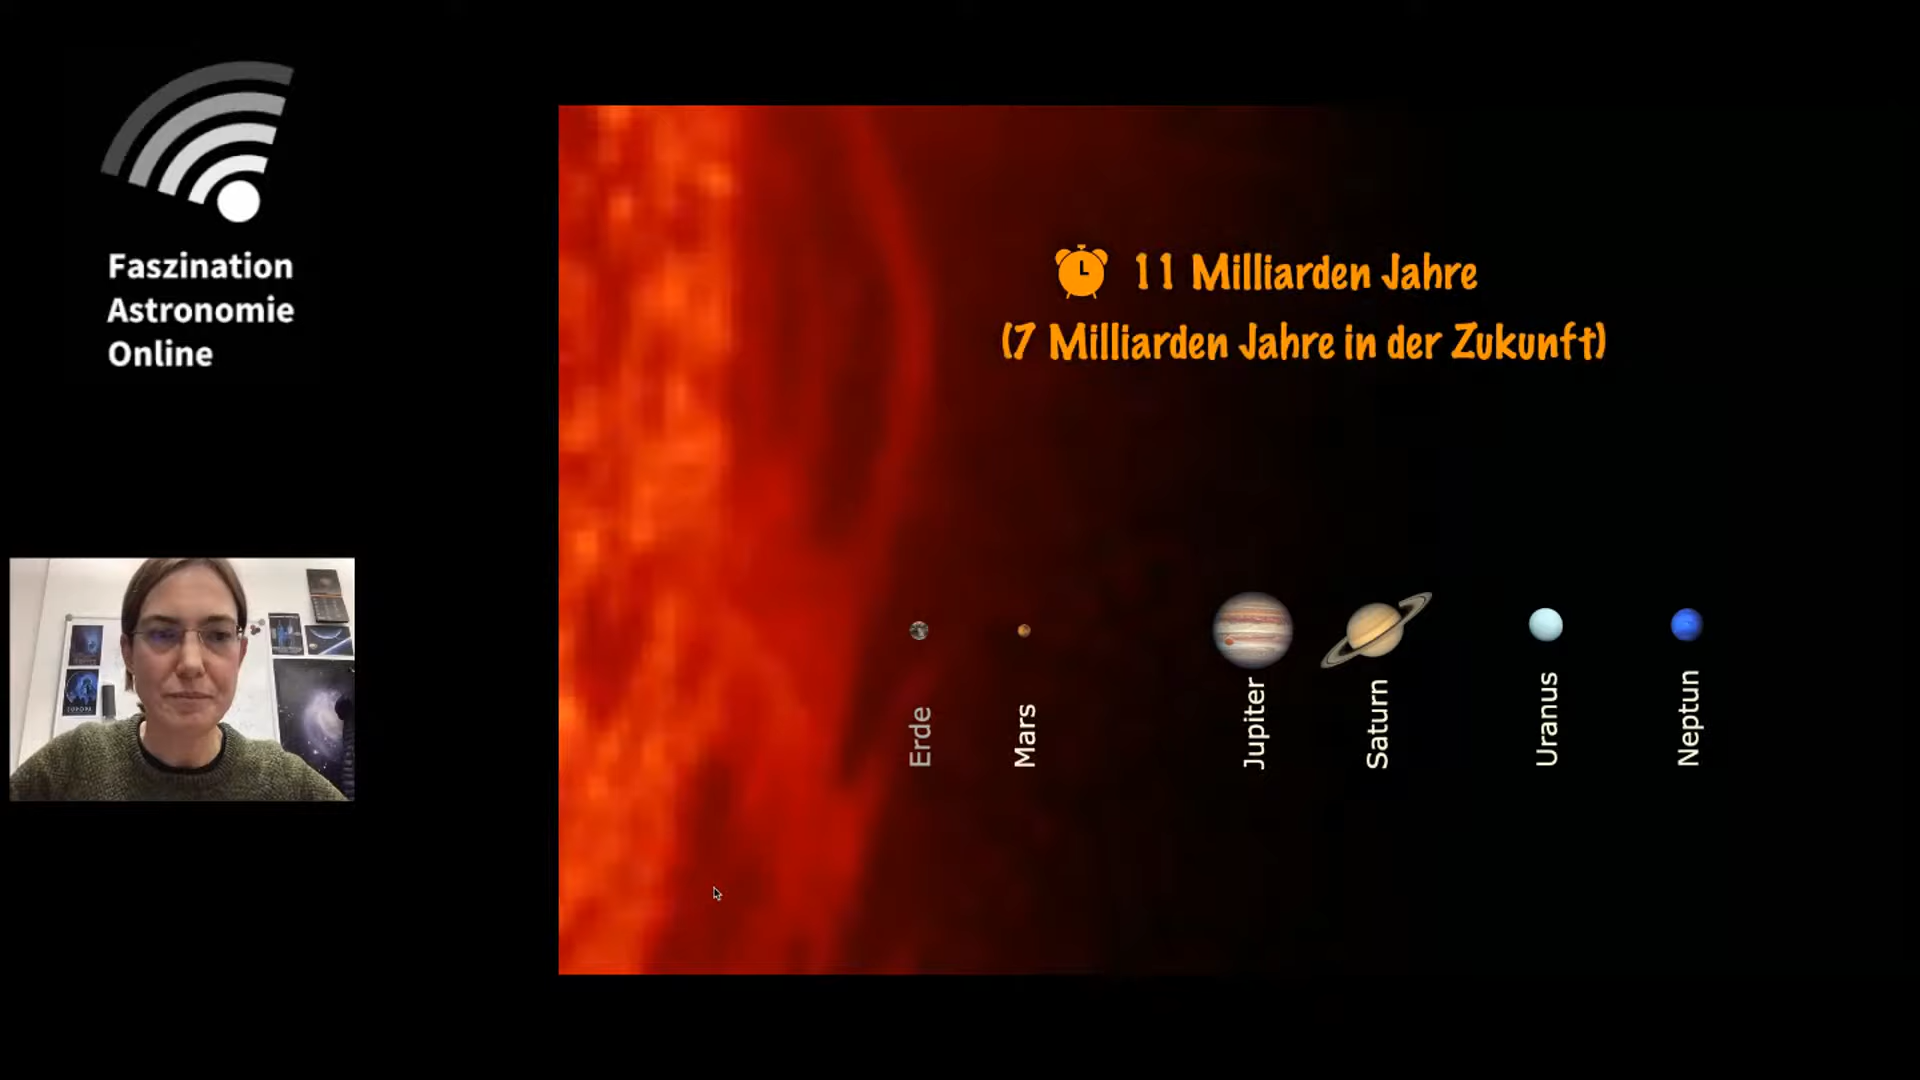 Faszination
Astronomie
Online
11 Milliarden Jahre
(7 Milliarden Jahre in der Zukunft)
Erde
Mars
Jupiter
Saturn
Uranus
Neptun